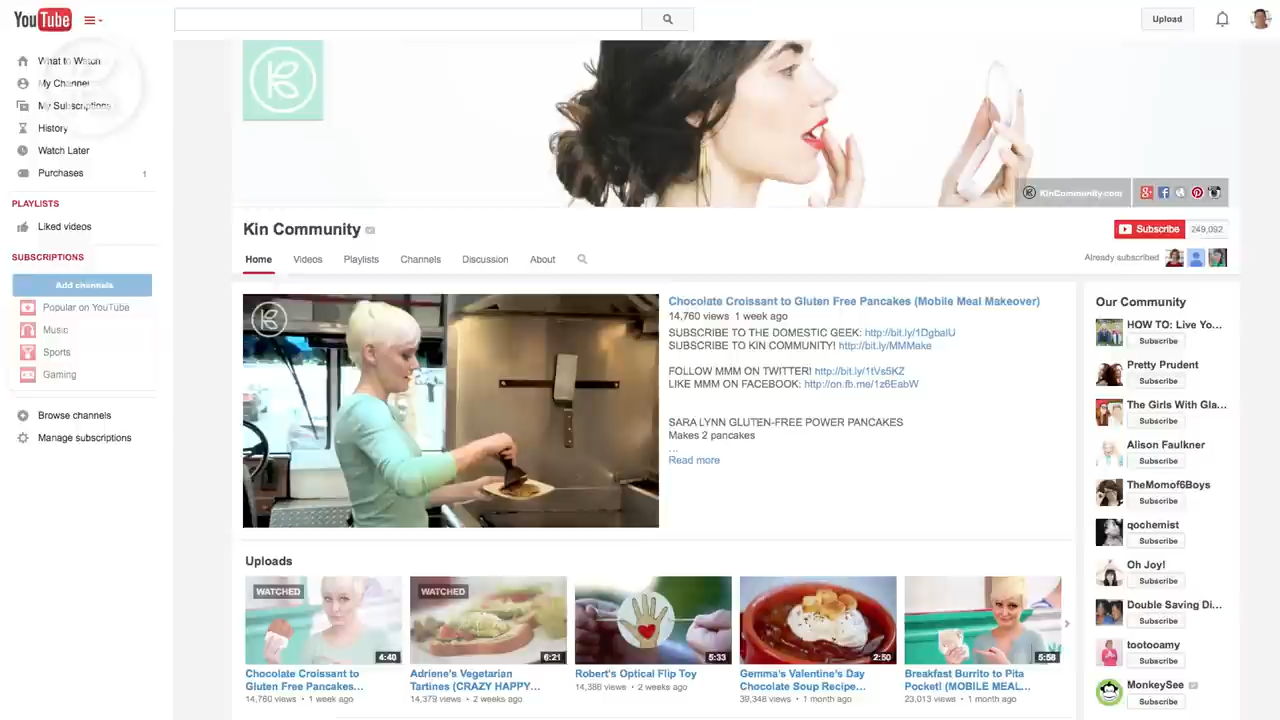 YouTube
Upload
What to Watch
My Channel
My Subscriptions
History
Watch Later
Purchases 1
PLAYLISTS
Liked videos
SUBSCRIPTIONS
Add channels
Popular on YouTube
Music
Sports
Gaming
Browse channels
Manage subscriptions
KinCommunity.com
Kin Community
Subscribe 249,092
Home Videos Playlists Channels Discussion About
Already subscribed
Chocolate Croissant to Gluten Free Pancakes (Mobile Meal Makeover)
14,760 views 1 week ago
SUBSCRIBE TO THE DOMESTIC GEEK: http://bit.ly/1DgbalU
SUBSCRIBE TO KIN COMMUNITY! http://bit.ly/MMMake
FOLLOW MMM ON TWITTER! http://bit.ly/1tVs5KZ
LIKE MMM ON FACEBOOK: http://on.fb.me/1z6EabW
SARA LYNN GLUTEN-FREE POWER PANCAKES
Makes 2 pancakes
...
Read more
Uploads
WATCHED
4:40
Chocolate Croissant to
Gluten Free Pancakes...
14,760 views • 1 week ago
WATCHED
6:21
Adrinne's Vegetarian
Tartines (CRAZY HAPPY...
14,379 views • 2 weeks ago
5:33
Robert's Optical Flip Toy
14,386 views • 2 weeks ago
2:50
Gemma's Valentine's Day
Chocolate Soup Recipe...
39,348 views • 1 month ago
5:58
Breakfast Burrito to Pita
Pocket! (MOBILE MEAL...
23,013 views • 1 month ago
Our Community
HOW TO: Live Yo...
Subscribe
Pretty Prudent
Subscribe
The Girls With Gla...
Subscribe
Alison Faulkner
Subscribe
TheMomof6Boys
Subscribe
qochemist
Subscribe
Oh Joy!
Subscribe
Double Saving Di...
Subscribe
tootooamy
Subscribe
MonkeySee
Subscribe